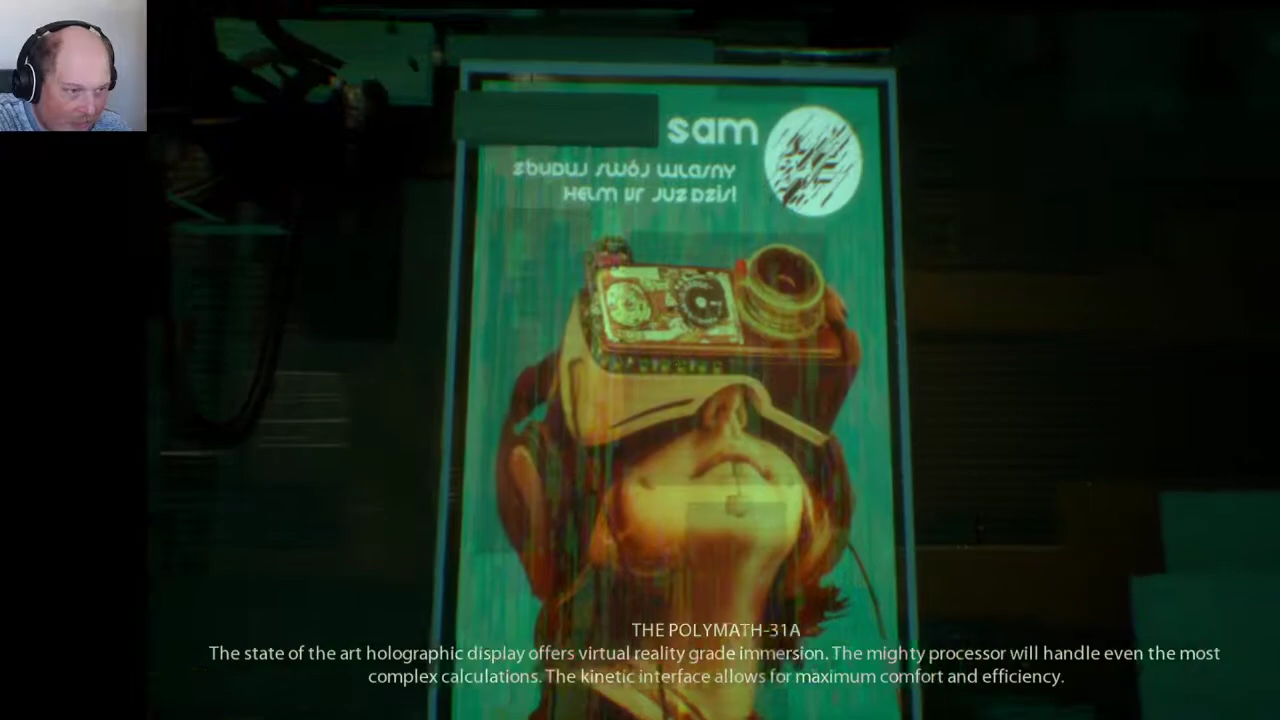 sam
zbuduj swój własny
HEŁM VR JUŻ DZIŚ!
THE POLYMATH-31A
The state of the art holographic display offers virtual reality grade immersion. The mighty processor will handle even the most
complex calculations. The kinetic interface allows for maximum comfort and efficiency.